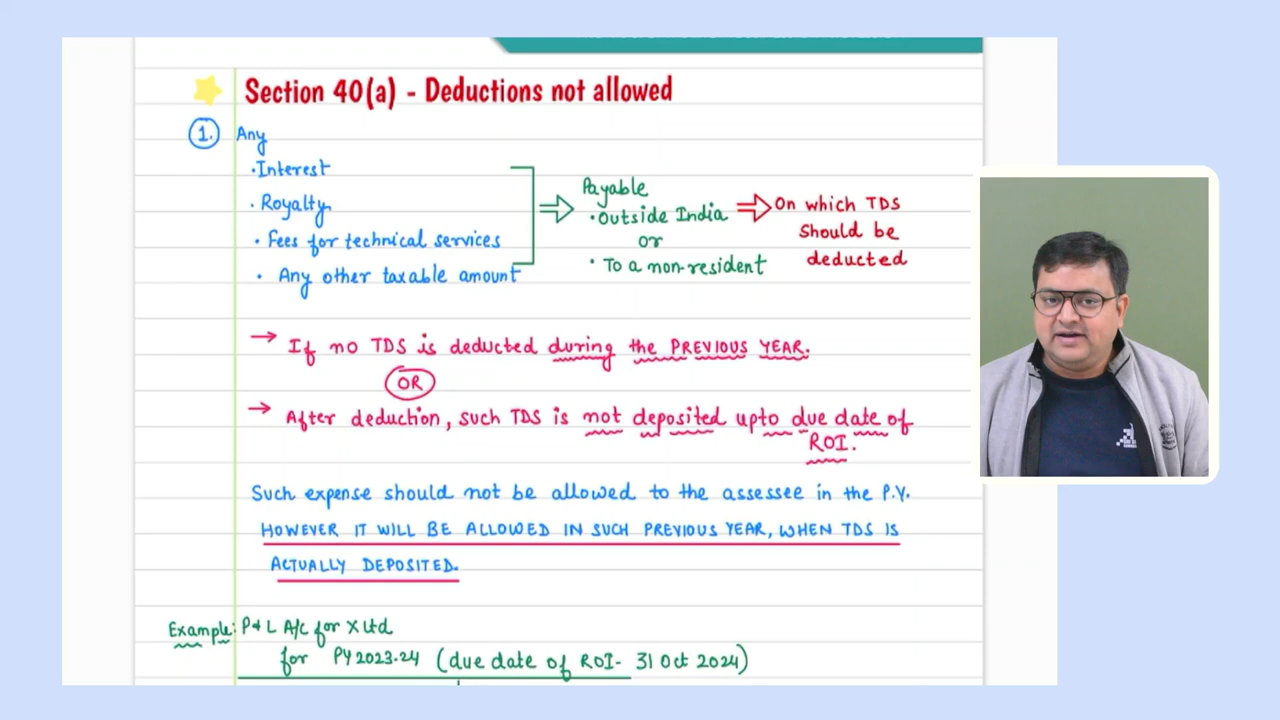 Section 40(a) - Deductions not allowed
1. Any
• Interest
• Royalty
• Fees for technical services
• Any other taxable amount
Payable
• Outside India
or
• To a non-resident
On which TDS
should be
deducted
→ If no TDS is deducted during the PREVIOUS YEAR.
OR
→ After deduction, such TDS is not deposited upto due date of
ROI.
Such expense should not be allowed to the assessee in the P.Y.
HOWEVER IT WILL BE ALLOWED IN SUCH PREVIOUS YEAR, WHEN TDS IS
ACTUALLY DEPOSITED.
Example: P & L A/C for X Ltd
for PY 2023-24 (due date of ROI- 31 Oct 2024)